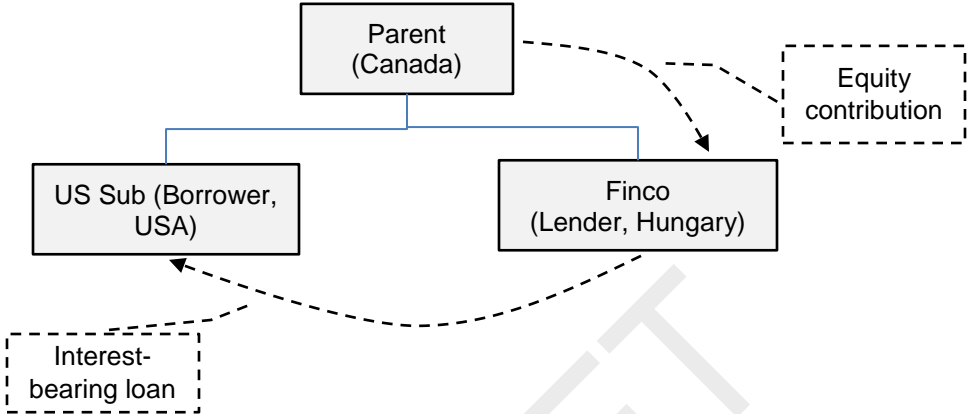 Parent
(Canada)
Equity
contribution
US Sub (Borrower,
USA)
Finco
(Lender, Hungary)
Interest-
bearing loan